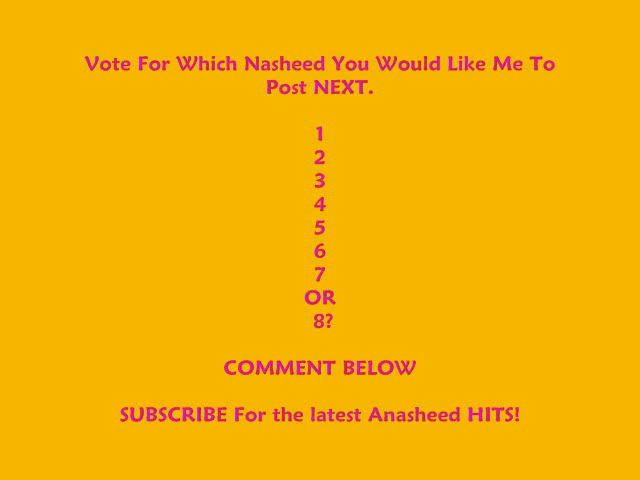 Vote For Which Nasheed You Would Like Me To
Post NEXT.
1
2
3
4
5
6
7
OR
8?
COMMENT BELOW
SUBSCRIBE For the latest Anasheed HITS!